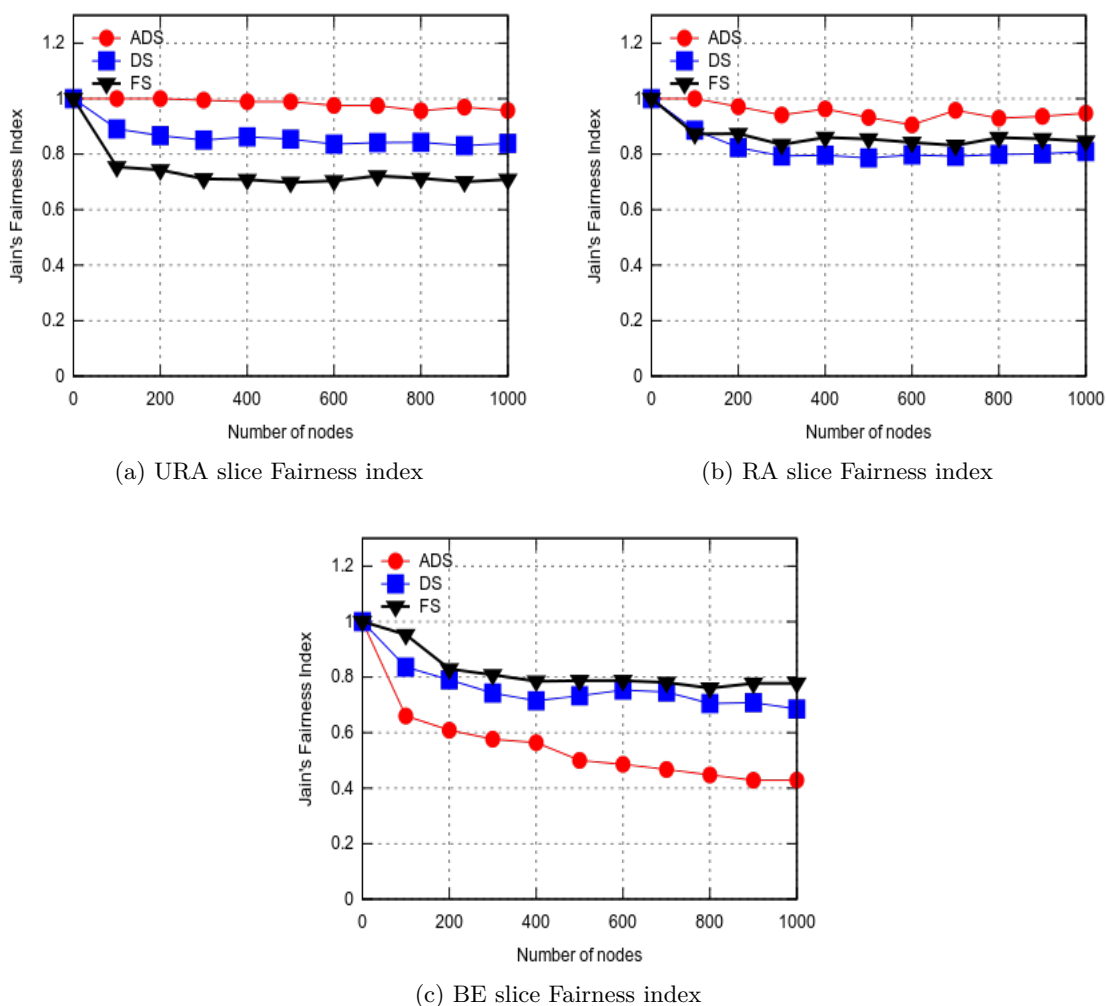 1.2
1
0.8
0.6
0.4
0.2
0
Jain's Fairness Index
ADS
DS
FS
0 200 400 600 800 1000
Number of nodes
(a) URA slice Fairness index
1.2
1
0.8
0.6
0.4
0.2
0
Jain's Fairness Index
ADS
DS
FS
0 200 400 600 800 1000
Number of nodes
(b) RA slice Fairness index
1.2
1
0.8
0.6
0.4
0.2
0
Jain's Fairness Index
ADS
DS
FS
0 200 400 600 800 1000
Number of nodes
(c) BE slice Fairness index